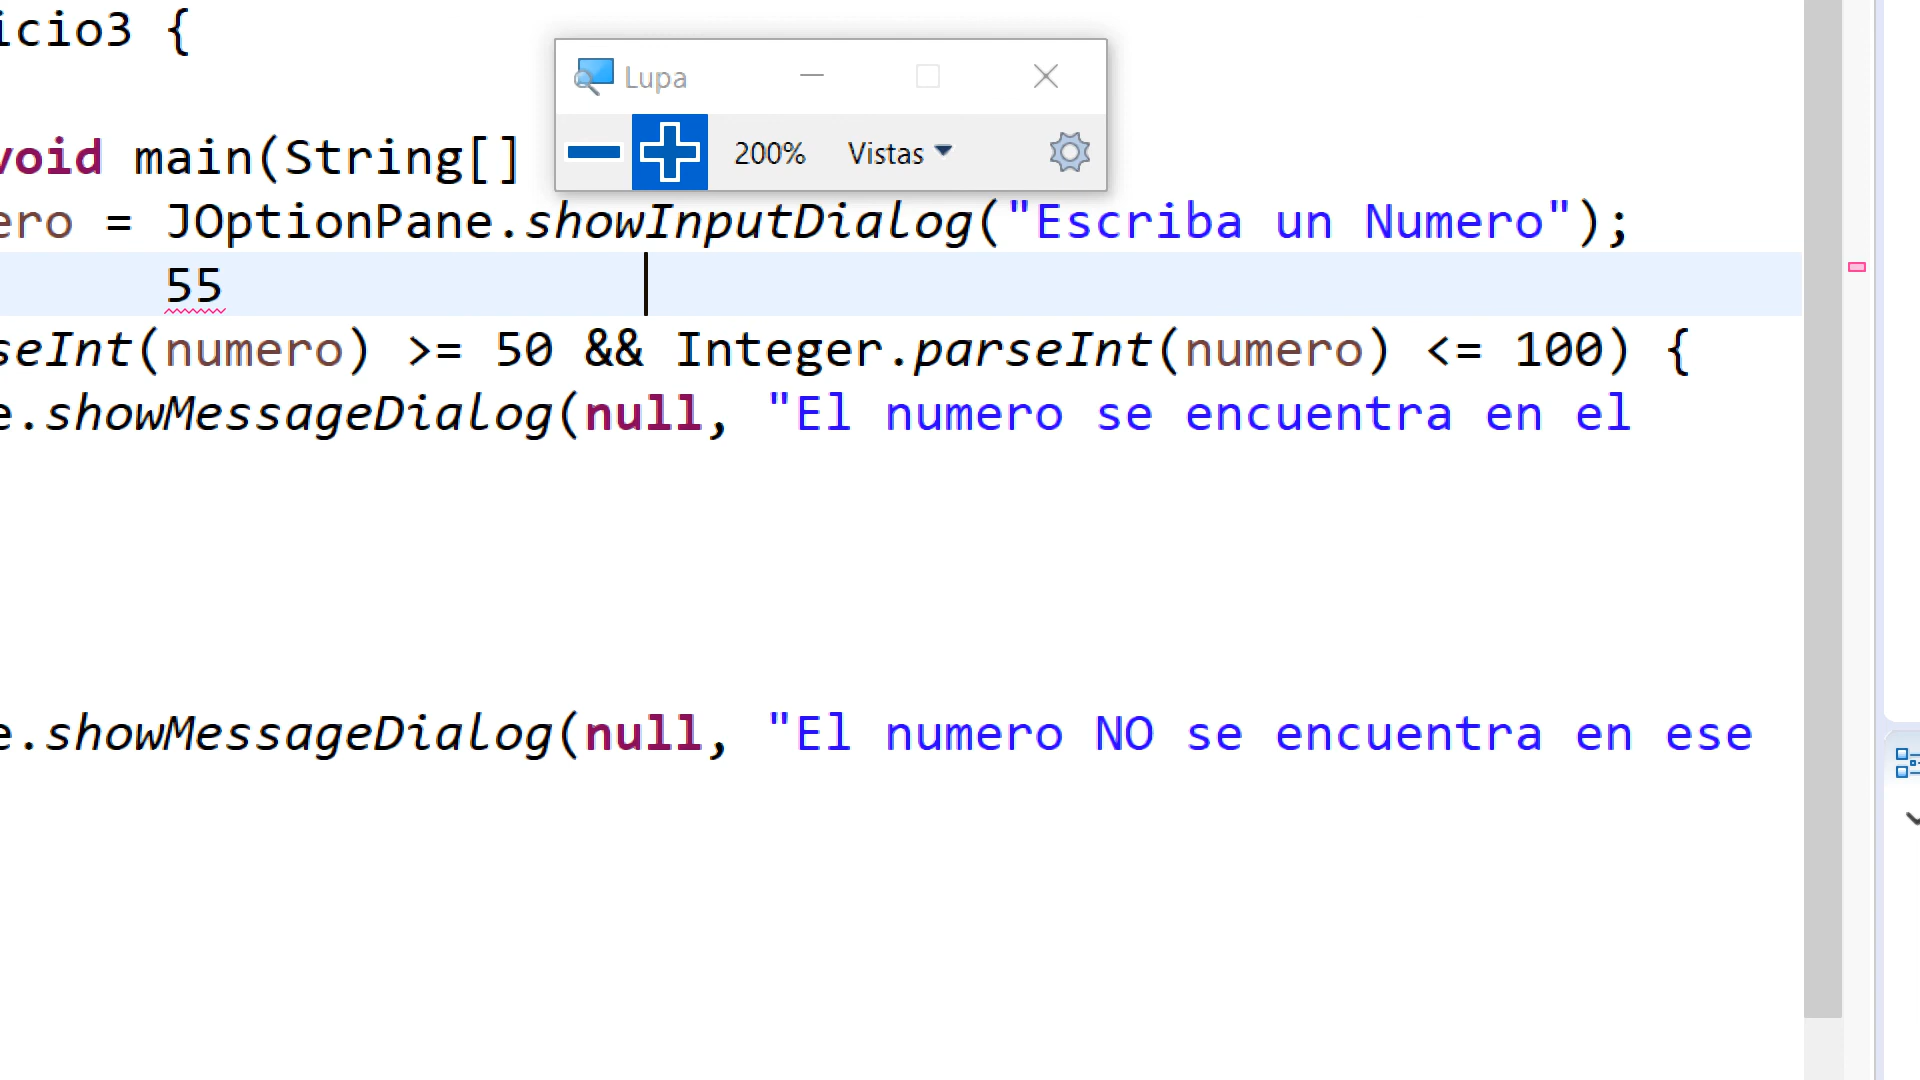 icio3 {
Lupa
200% Vistas
void main(String[]
ero = JOptionPane.showInputDialog("Escriba un Numero");
55
seInt(numero) >= 50 && Integer.parseInt(numero) <= 100) {
e.showMessageDialog(null, "El numero se encuentra en el
e.showMessageDialog(null, "El numero NO se encuentra en ese